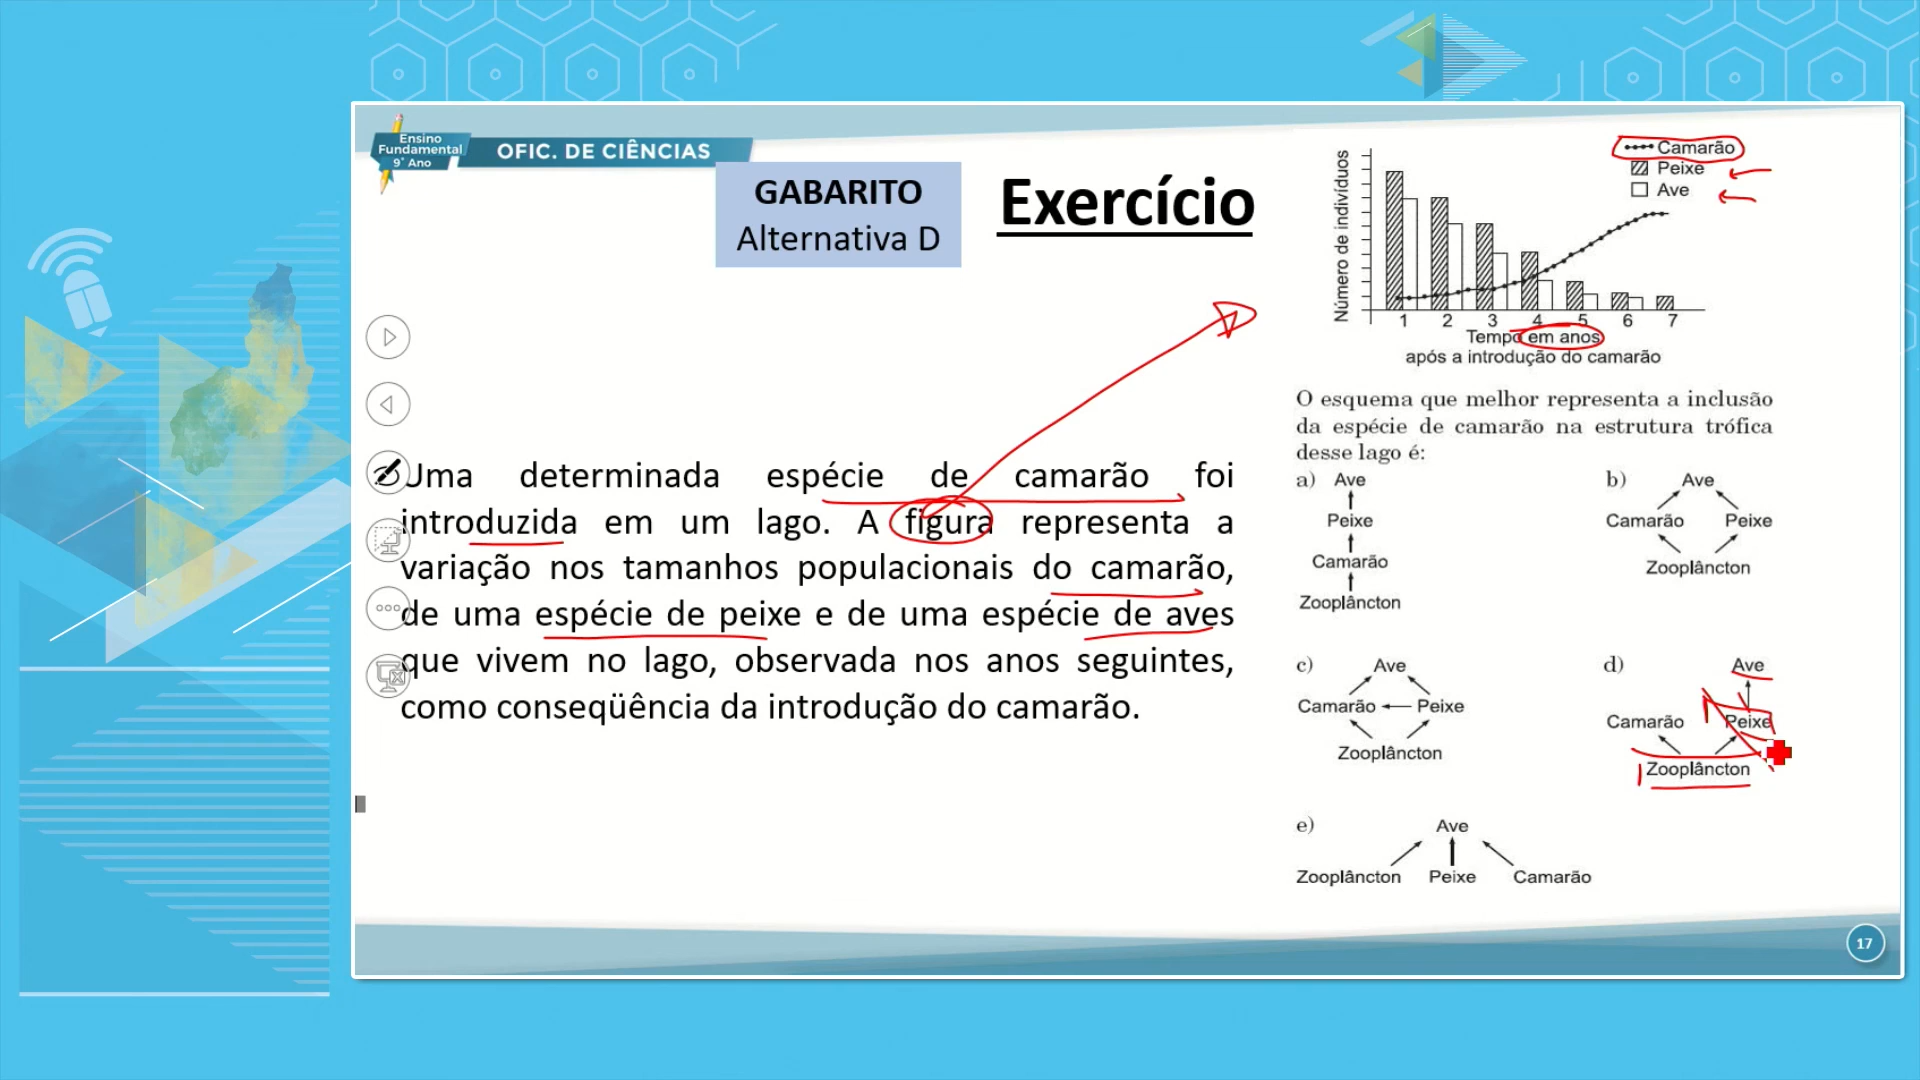 Ensino
Fundamental
9° Ano
OFIC. DE CIÊNCIAS
GABARITO
Alternativa D
Exercício
Uma determinada espécie de camarão foi
introduzida em um lago. A figura representa a
variação nos tamanhos populacionais do camarão,
de uma espécie de peixe e de uma espécie de aves
que vivem no lago, observada nos anos seguintes,
como conseqüência da introdução do camarão.
Camarão
Peixe
Ave
Número de indivíduos
1 2 3 4 5 6 7
Tempo em anos
após a introdução do camarão
O esquema que melhor representa a inclusão
da espécie de camarão na estrutura trófica
desse lago é:
a) Ave
Peixe
Camarão
Zooplâncton
b) Ave
Camarão Peixe
Zooplâncton
c) Ave
Camarão Peixe
Zooplâncton
d) Ave
Camarão Peixe
Zooplâncton
e) Ave
Zooplâncton Peixe Camarão
17